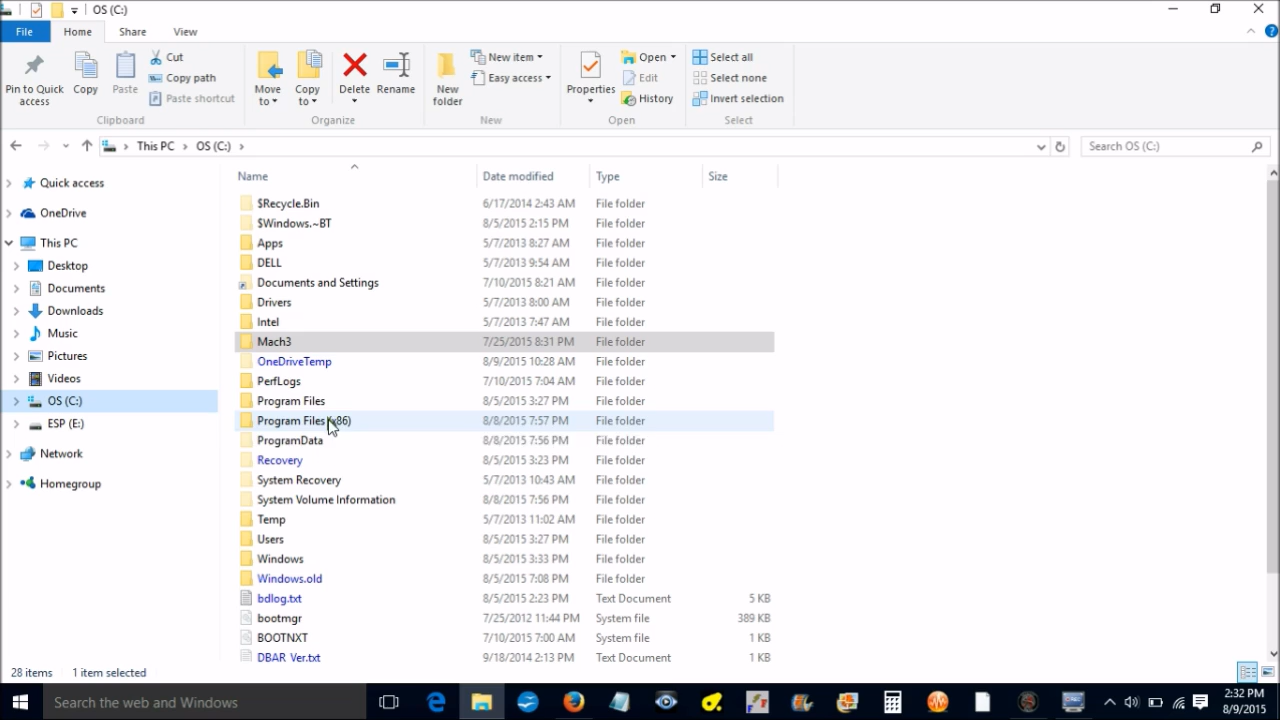 OS (C:)
File Home Share View
Pin to Quick access
Copy
Paste
Cut
Copy path
Paste shortcut
Clipboard
Move to
Copy to
Delete
Rename
Organize
New folder
New item
Easy access
New
Properties
Open
Edit
History
Open
Select all
Select none
Invert selection
Select
This PC OS (C:) Search OS (C:)
Quick access
OneDrive
This PC
Desktop
Documents
Downloads
Music
Pictures
Videos
OS (C:)
ESP (E:)
Network
Homegroup
Name Date modified Type Size
$Recycle.Bin 6/17/2014 2:43 AM File folder
$Windows.~BT 8/5/2015 2:15 PM File folder
Apps 5/7/2013 8:27 AM File folder
DELL 5/7/2013 9:54 AM File folder
Documents and Settings 7/10/2015 8:21 AM File folder
Drivers 5/7/2013 8:00 AM File folder
Intel 5/7/2013 7:47 AM File folder
Mach3 7/25/2015 8:31 PM File folder
OneDriveTemp 8/9/2015 10:28 AM File folder
PerfLogs 7/10/2015 7:04 AM File folder
Program Files 8/5/2015 3:27 PM File folder
Program Files (x86) 8/8/2015 7:57 PM File folder
ProgramData 8/8/2015 7:56 PM File folder
Recovery 8/5/2015 3:23 PM File folder
System Recovery 5/7/2013 10:43 AM File folder
System Volume Information 8/8/2015 7:56 PM File folder
Temp 5/7/2013 11:02 AM File folder
Users 8/5/2015 3:27 PM File folder
Windows 8/5/2015 3:33 PM File folder
Windows.old 8/5/2015 7:08 PM File folder
bdlog.txt 8/5/2015 2:23 PM Text Document 5 KB
bootmgr 7/25/2012 11:44 PM System file 389 KB
BOOTNXT 7/10/2015 7:00 AM System file 1 KB
DBAR_Ver.txt 9/18/2014 2:13 PM Text Document 1 KB
28 items 1 item selected
Search the web and Windows
2:32 PM
8/9/2015